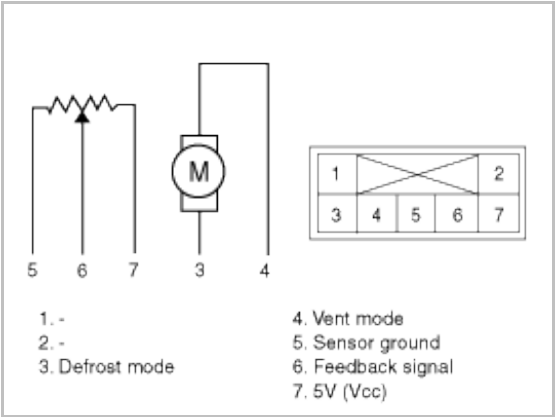 M
5 6 7 3 4
1 2
3 4 5 6 7
1. -
2. -
3. Defrost mode
4. Vent mode
5. Sensor ground
6. Feedback signal
7. 5V (Vcc)